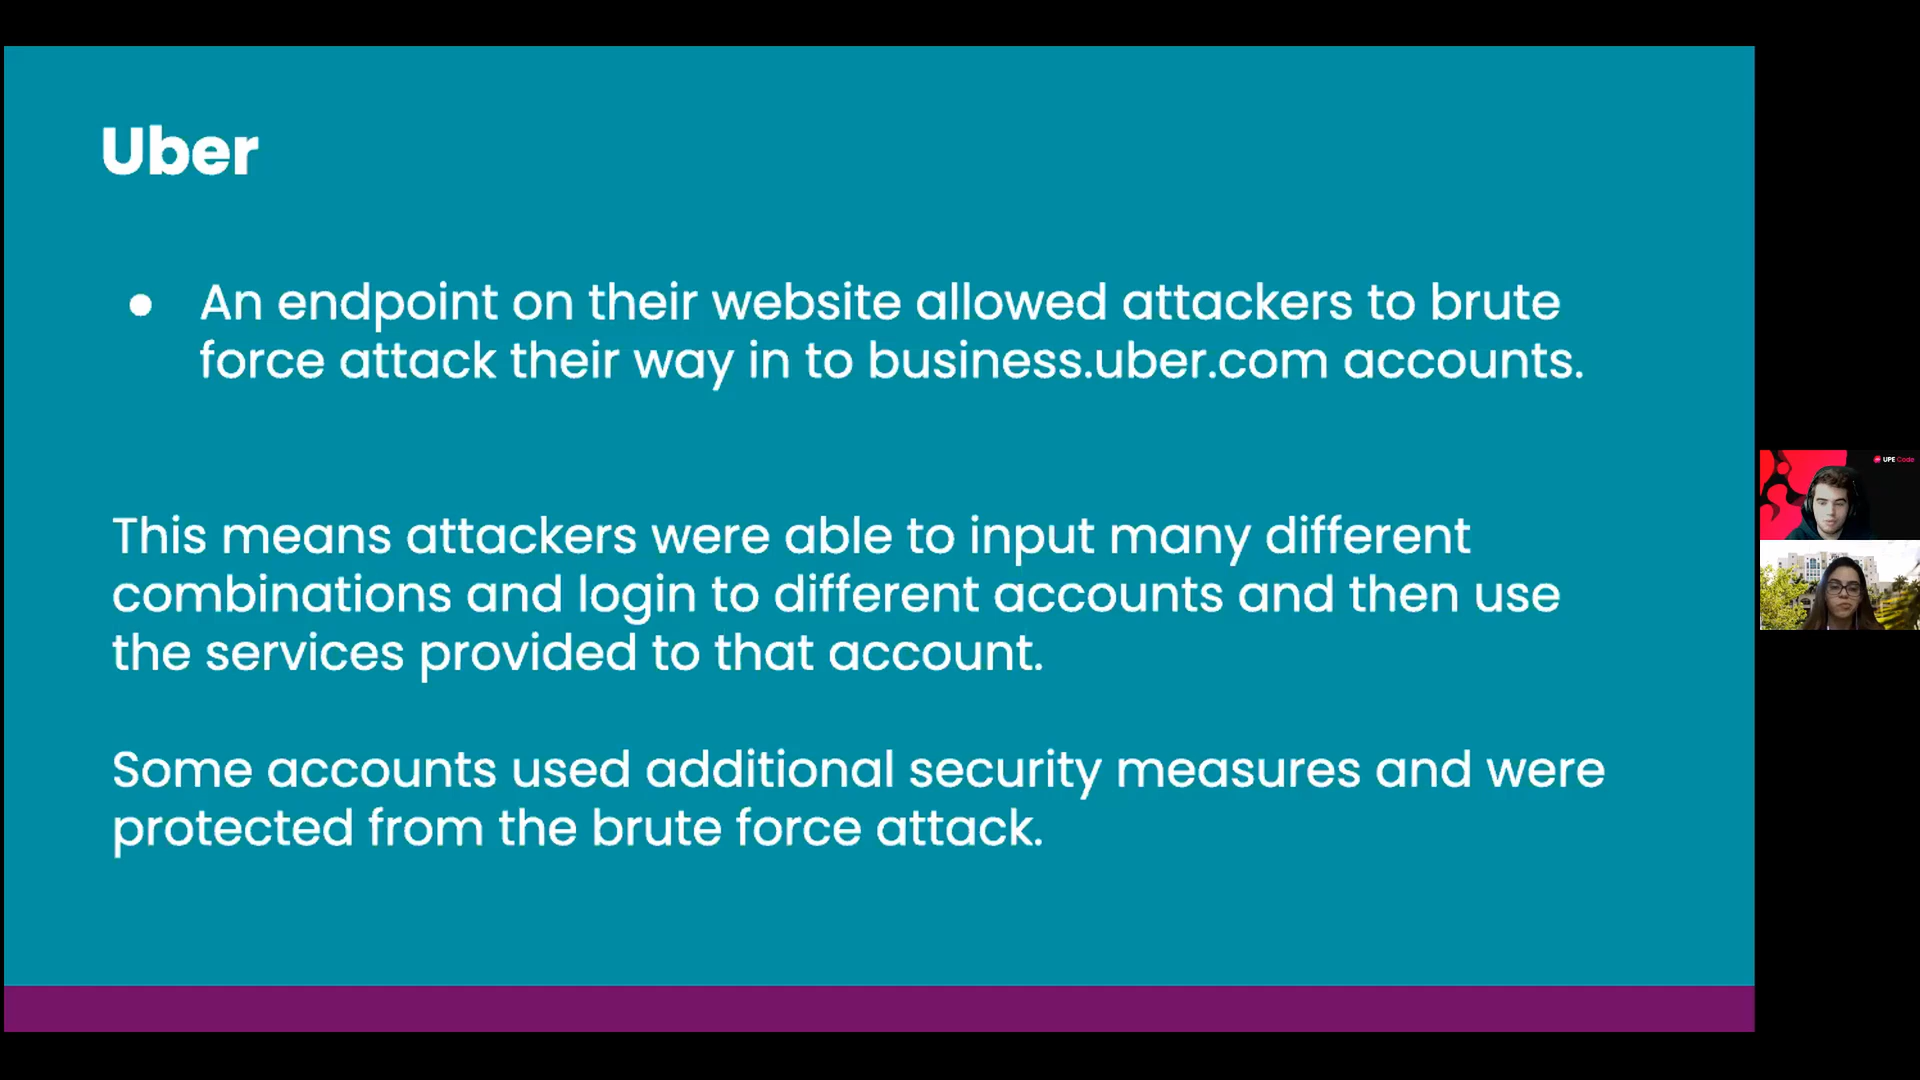 Uber
● An endpoint on their website allowed attackers to brute
force attack their way in to business.uber.com accounts.
This means attackers were able to input many different
combinations and login to different accounts and then use
the services provided to that account.
Some accounts used additional security measures and were
protected from the brute force attack.
UPE Code